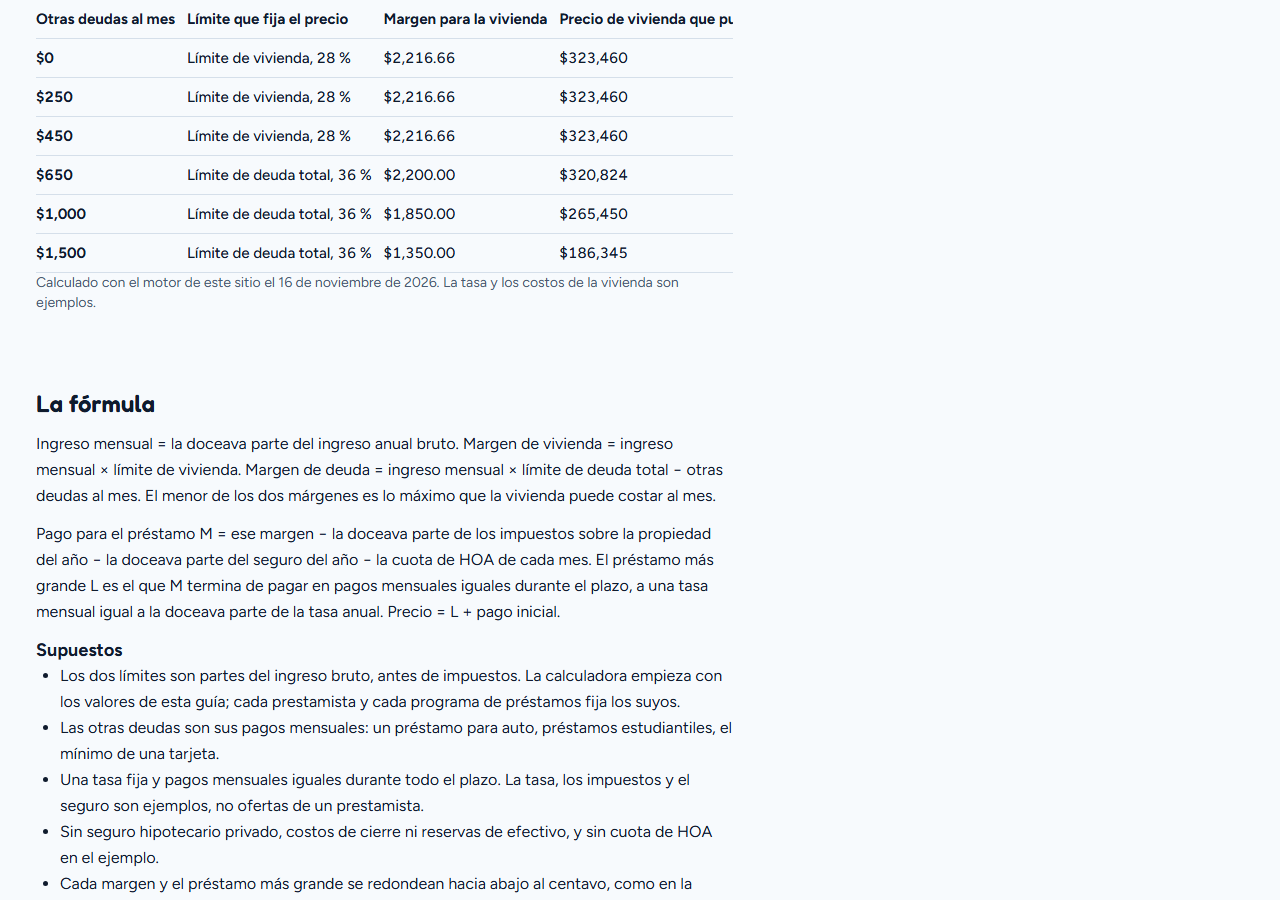 Otras deudas al mes Límite que fija el precio Margen para la vivienda Precio de vivienda que
$0 Límite de vivienda, 28 % $2,216.66 $323,460
$250 Límite de vivienda, 28 % $2,216.66 $323,460
$450 Límite de vivienda, 28 % $2,216.66 $323,460
$650 Límite de deuda total, 36 % $2,200.00 $320,824
$1,000 Límite de deuda total, 36 % $1,850.00 $265,450
$1,500 Límite de deuda total, 36 % $1,350.00 $186,345
Calculado con el motor de este sitio el 16 de noviembre de 2026. La tasa y los costos de la vivienda son
ejemplos.
La fórmula
Ingreso mensual = la doceava parte del ingreso anual bruto. Margen de vivienda = ingreso
mensual × límite de vivienda. Margen de deuda = ingreso mensual × límite de deuda total − otras
deudas al mes. El menor de los dos márgenes es lo máximo que la vivienda puede costar al mes.
Pago para el préstamo M = ese margen − la doceava parte de los impuestos sobre la propiedad
del año − la doceava parte del seguro del año − la cuota de HOA de cada mes. El préstamo más
grande L es el que M termina de pagar en pagos mensuales iguales durante el plazo, a una tasa
mensual igual a la doceava parte de la tasa anual. Precio = L + pago inicial.
Supuestos
• Los dos límites son partes del ingreso bruto, antes de impuestos. La calculadora empieza con
los valores de esta guía; cada prestamista y cada programa de préstamos fija los suyos.
• Las otras deudas son sus pagos mensuales: un préstamo para auto, préstamos estudiantiles, el
mínimo de una tarjeta.
• Una tasa fija y pagos mensuales iguales durante todo el plazo. La tasa, los impuestos y el
seguro son ejemplos, no ofertas de un prestamista.
• Sin seguro hipotecario privado, costos de cierre ni reservas de efectivo, y sin cuota de HOA
en el ejemplo.
• Cada margen y el préstamo más grande se redondean hacia abajo al centavo, como en la